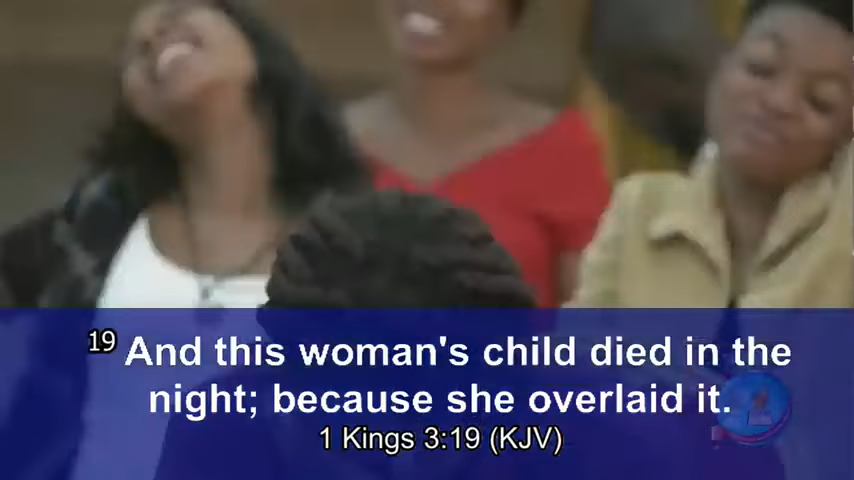 19 And this woman's child died in the
night; because she overlaid it.
1 Kings 3:19 (KJV)